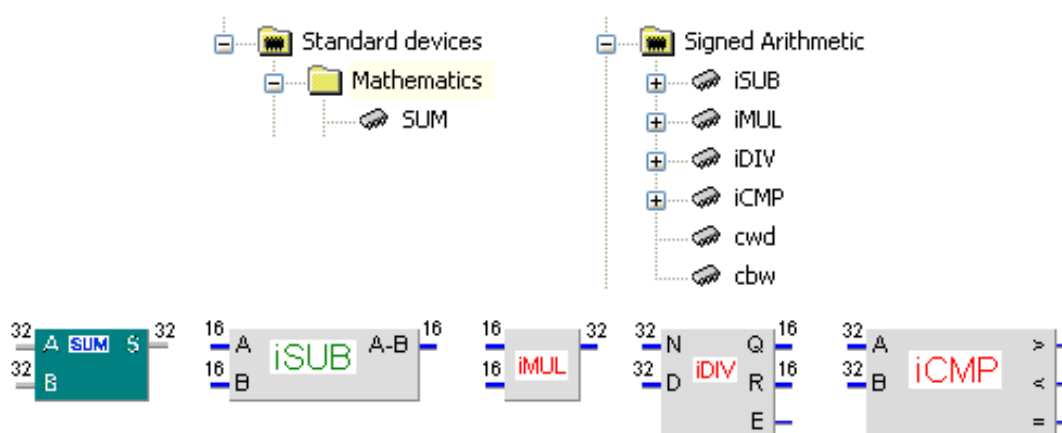 Standard devices
Mathematics
SUM
Signed Arithmetic
iSUB
iMUL
iDIV
iCMP
cwd
cbw
32 A SUM S 32
32 B
16 A iSUB A-B 16
16 B
16 iMUL 32
16
32 N iDIV Q 16
32 D R 16
E
32 A iCMP >
32 B <
=